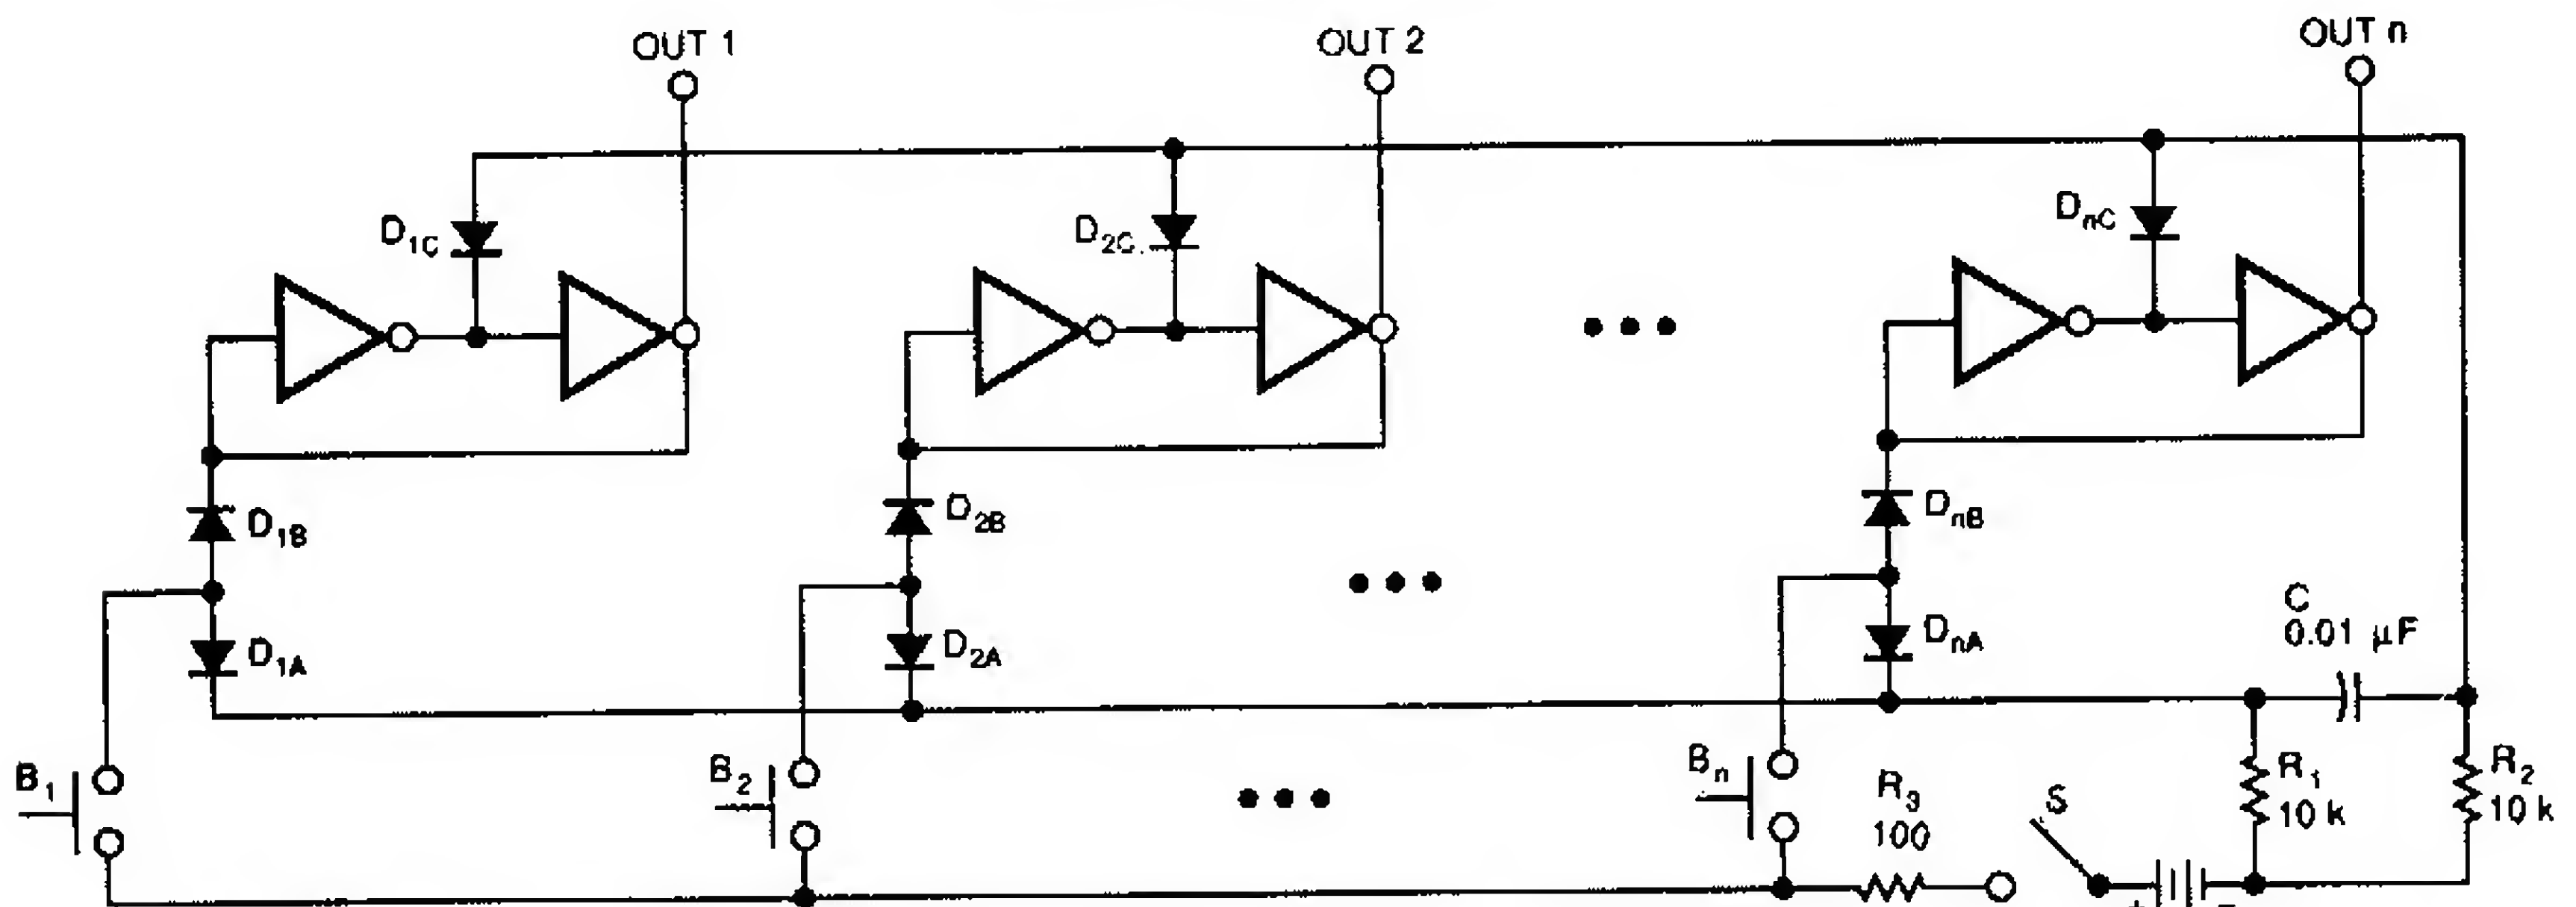 OUT 1
OUT 2
OUT n
D1C
D2C
DnC
D1B
D2B
DnB
D1A
D2A
DnA
C
0.01 µF
B1
B2
Bn
R3
100
S
R1
10 k
R2
10 k
+
-